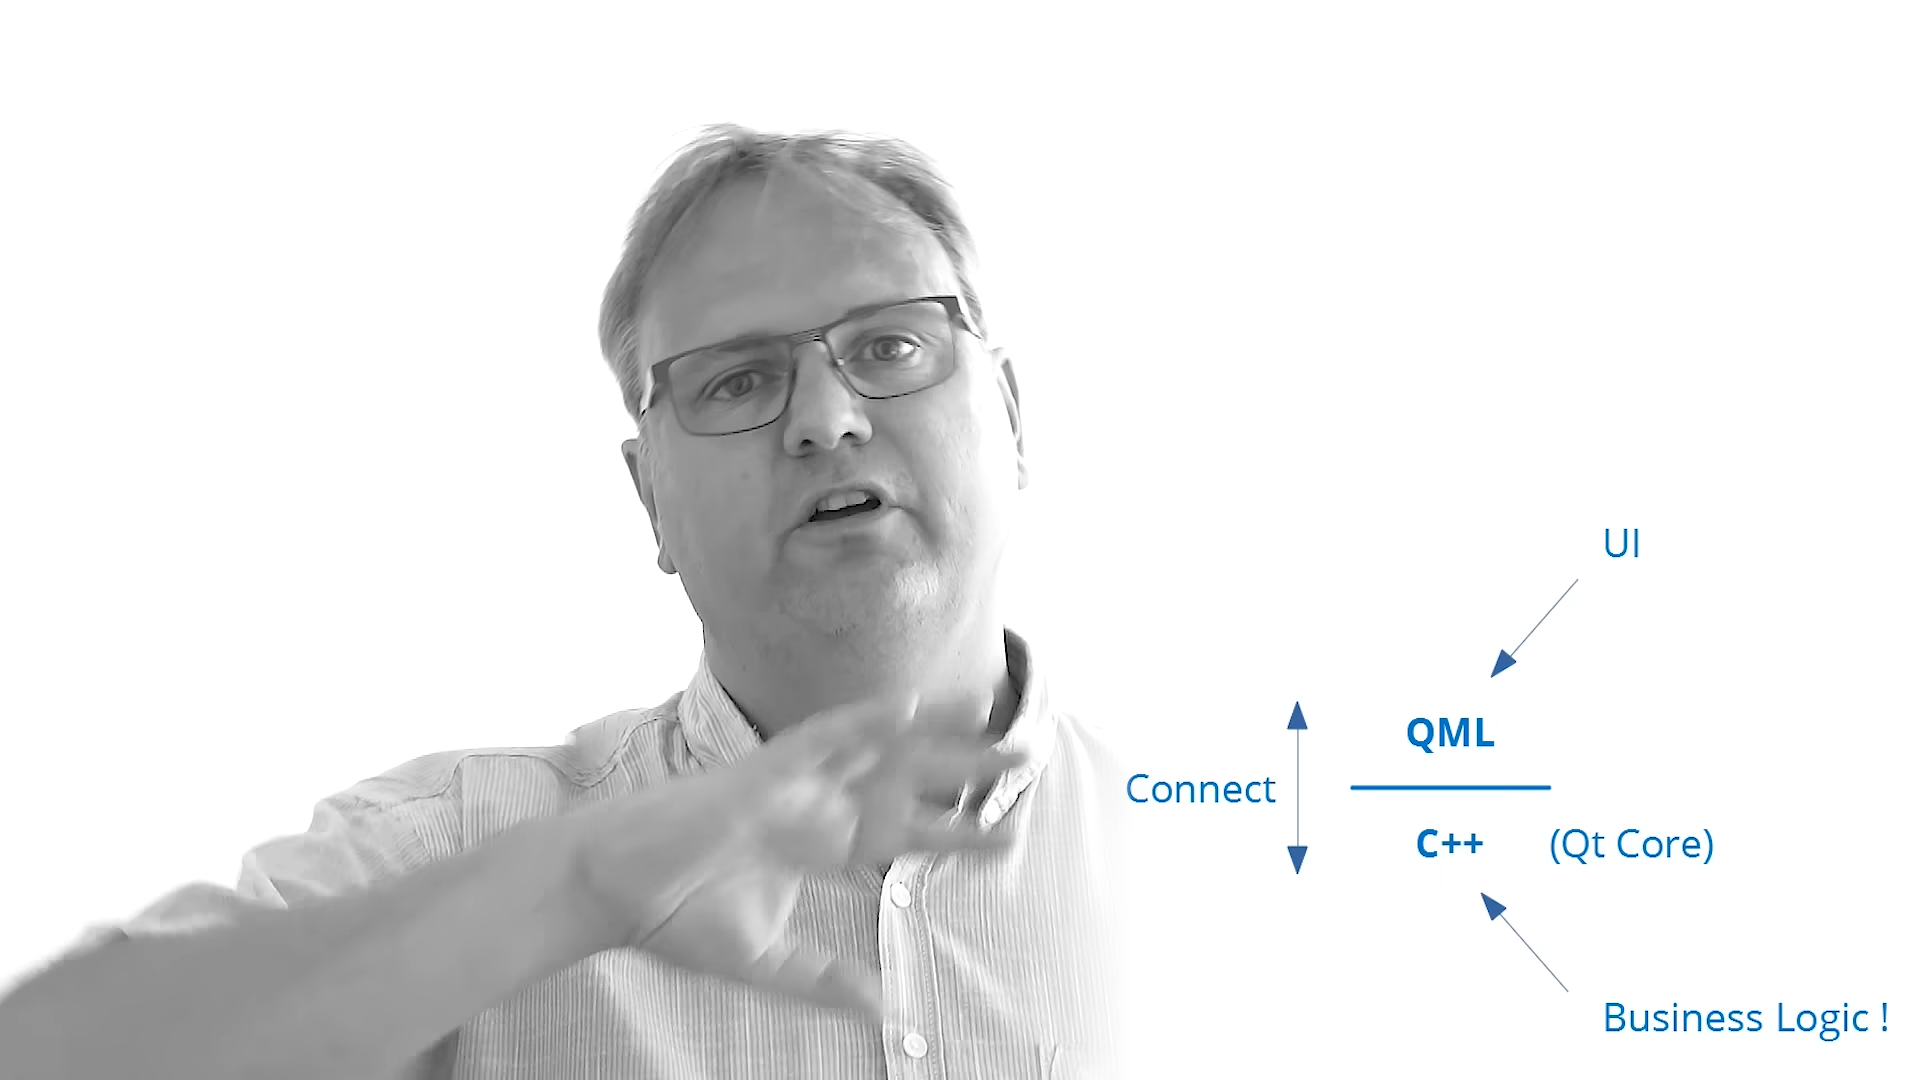 UI
QML
Connect
C++ (Qt Core)
Business Logic !